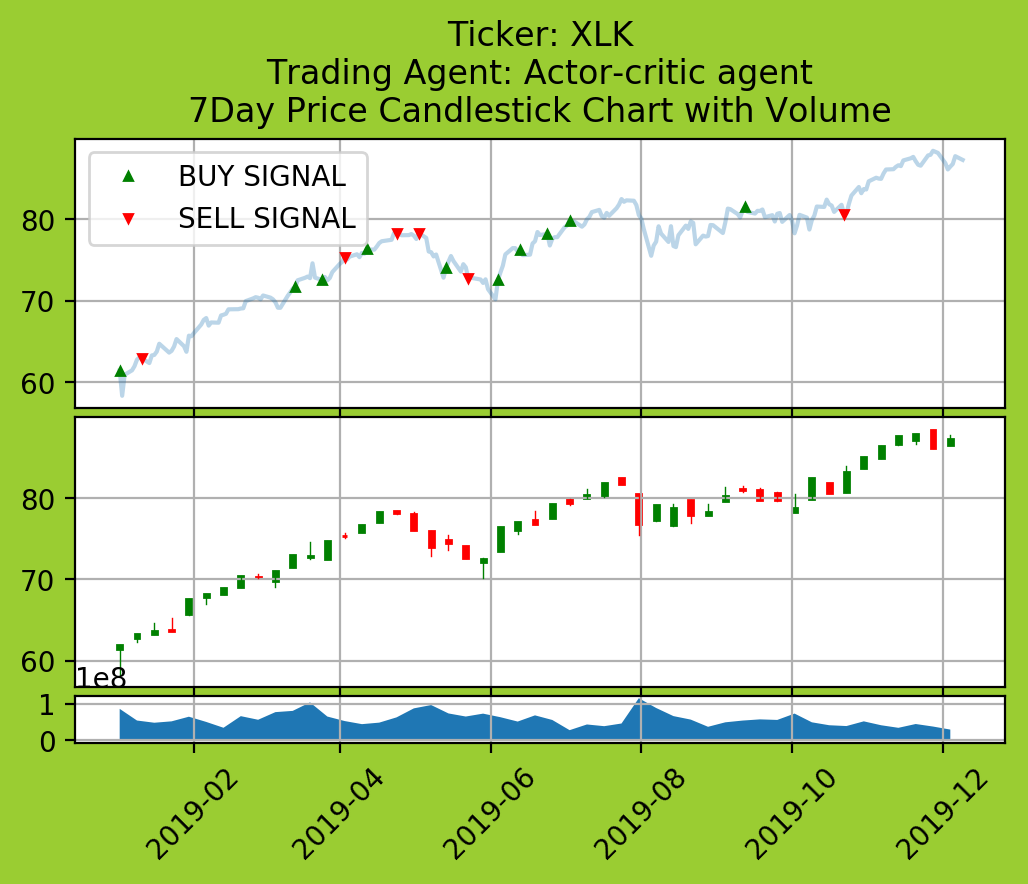 Ticker: XLK
Trading Agent: Actor-critic agent
7Day Price Candlestick Chart with Volume
BUY SIGNAL
SELL SIGNAL
80
70
60
80
70
60
1e8
1
0
2019-02
2019-04
2019-06
2019-08
2019-10
2019-12